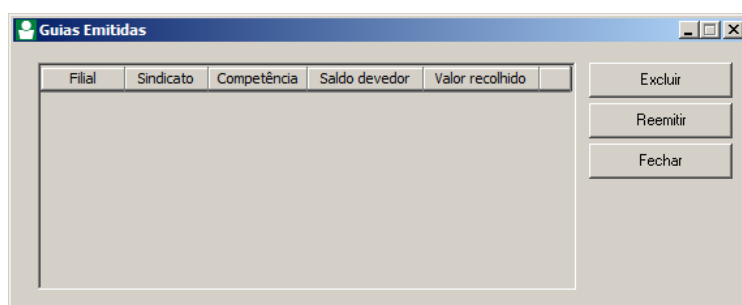 Guias Emitidas
Filial Sindicato Competência Saldo devedor Valor recolhido
Excluir
Reemitir
Fechar